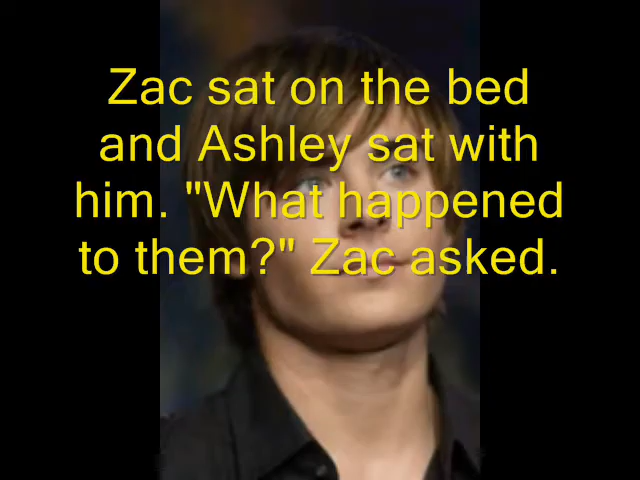 Zac sat on the bed
and Ashley sat with
him. "What happened
to them?" Zac asked.